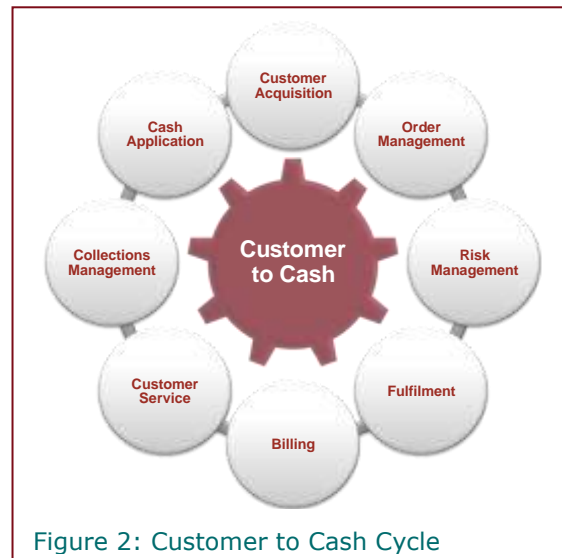 Customer
Acquisition
Cash
Application
Order
Management
Customer
to Cash
Collections
Management
Risk
Management
Customer
Service
Fulfilment
Billing
Figure 2: Customer to Cash Cycle